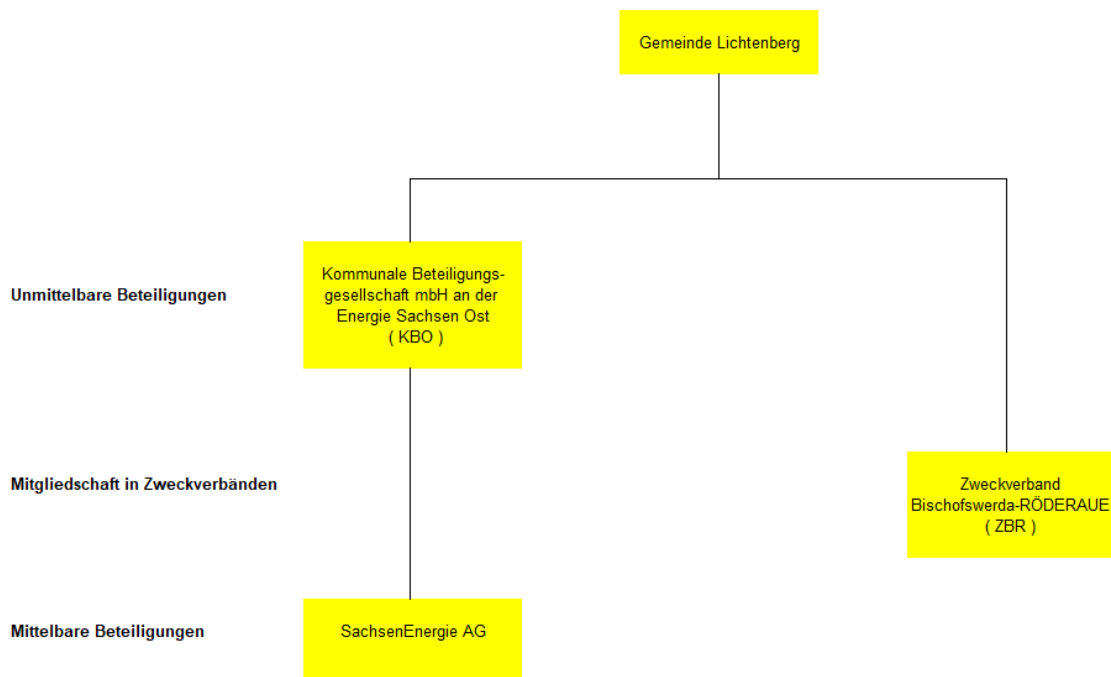 Gemeinde Lichtenberg
Unmittelbare Beteiligungen
Kommunale Beteiligungs-
gesellschaft mbH an der
Energie Sachsen Ost
( KBO )
Mitgliedschaft in Zweckverbänden
Zweckverband
Bischofswerda-RÖDERAUE
( ZBR )
Mittelbare Beteiligungen
SachsenEnergie AG